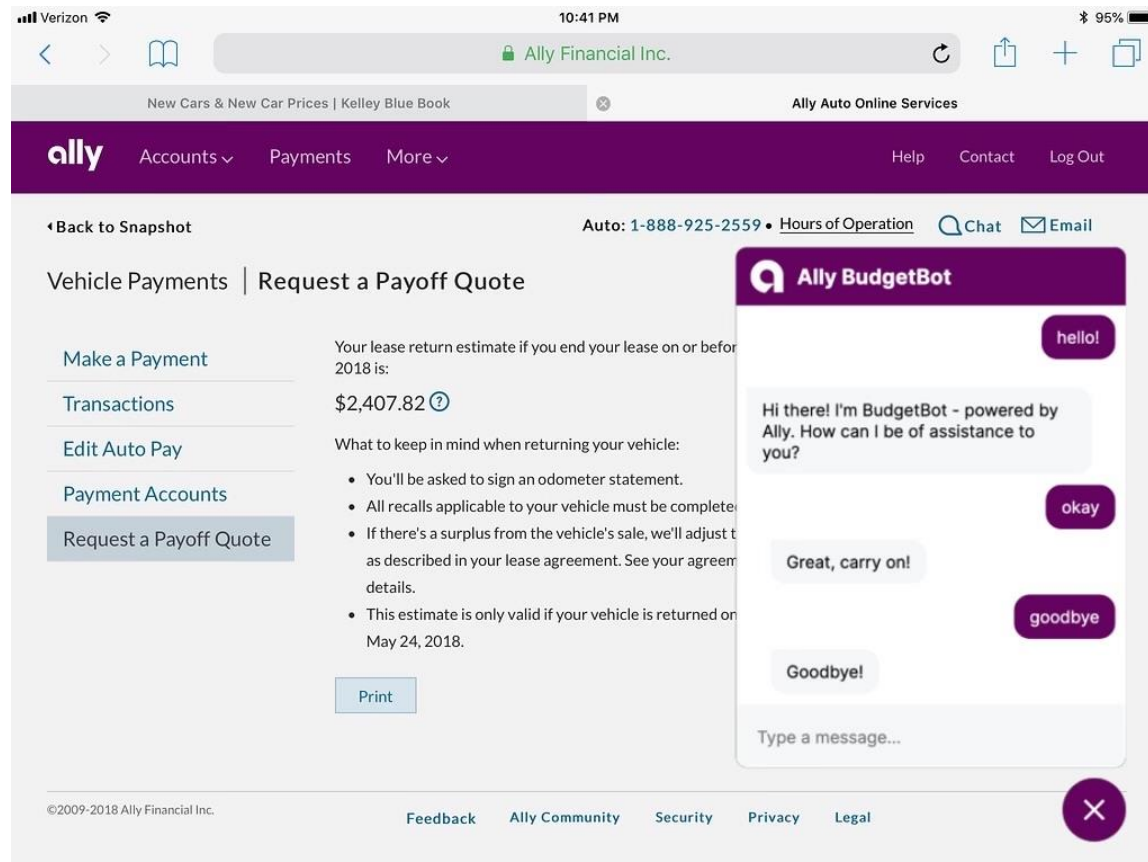 Verizon
10:41 PM
95%
Ally Financial Inc.
New Cars & New Car Prices | Kelley Blue Book
Ally Auto Online Services
ally
Accounts
Payments
More
Help
Contact
Log Out
Back to Snapshot
Auto: 1-888-925-2559 • Hours of Operation
Chat
Email
Vehicle Payments | Request a Payoff Quote
Make a Payment
Transactions
Edit Auto Pay
Payment Accounts
Request a Payoff Quote
Your lease return estimate if you end your lease on or befor
2018 is:
$2,407.82 ?
What to keep in mind when returning your vehicle:
• You'll be asked to sign an odometer statement.
• All recalls applicable to your vehicle must be complete
• If there's a surplus from the vehicle's sale, we'll adjust t
as described in your lease agreement. See your agreem
details.
• This estimate is only valid if your vehicle is returned on
May 24, 2018.
Print
Ally BudgetBot
hello!
Hi there! I'm BudgetBot - powered by
Ally. How can I be of assistance to
you?
okay
Great, carry on!
goodbye
Goodbye!
Type a message...
©2009-2018 Ally Financial Inc.
Feedback
Ally Community
Security
Privacy
Legal